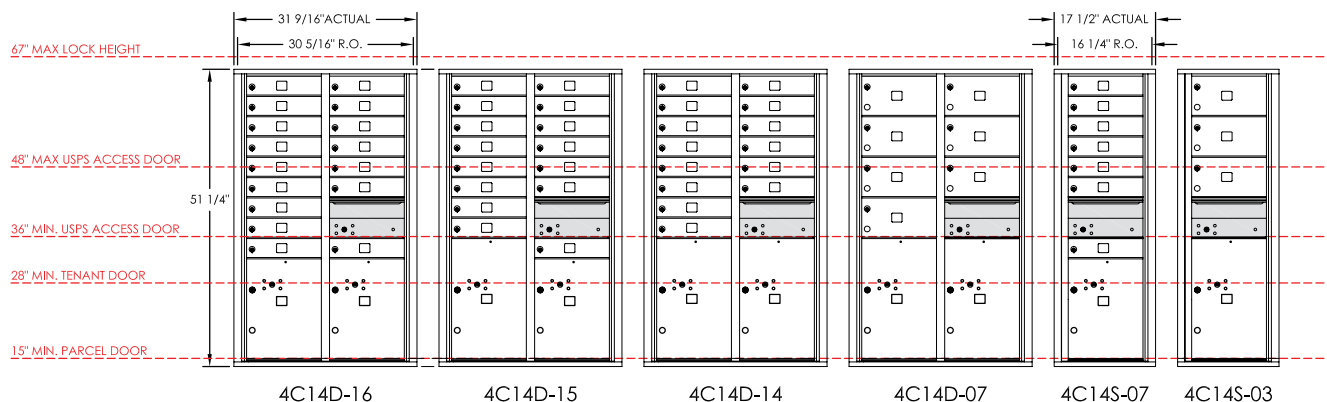 31 9/16"ACTUAL
17 1/2" ACTUAL
30 5/16" R.O.
16 1/4" R.O.
67" MAX LOCK HEIGHT
48" MAX USPS ACCESS DOOR
51 1/4"
36" MIN. USPS ACCESS DOOR
28" MIN. TENANT DOOR
15" MIN. PARCEL DOOR
4C14D-16
4C14D-15
4C14D-14
4C14D-07
4C14S-07
4C14S-03